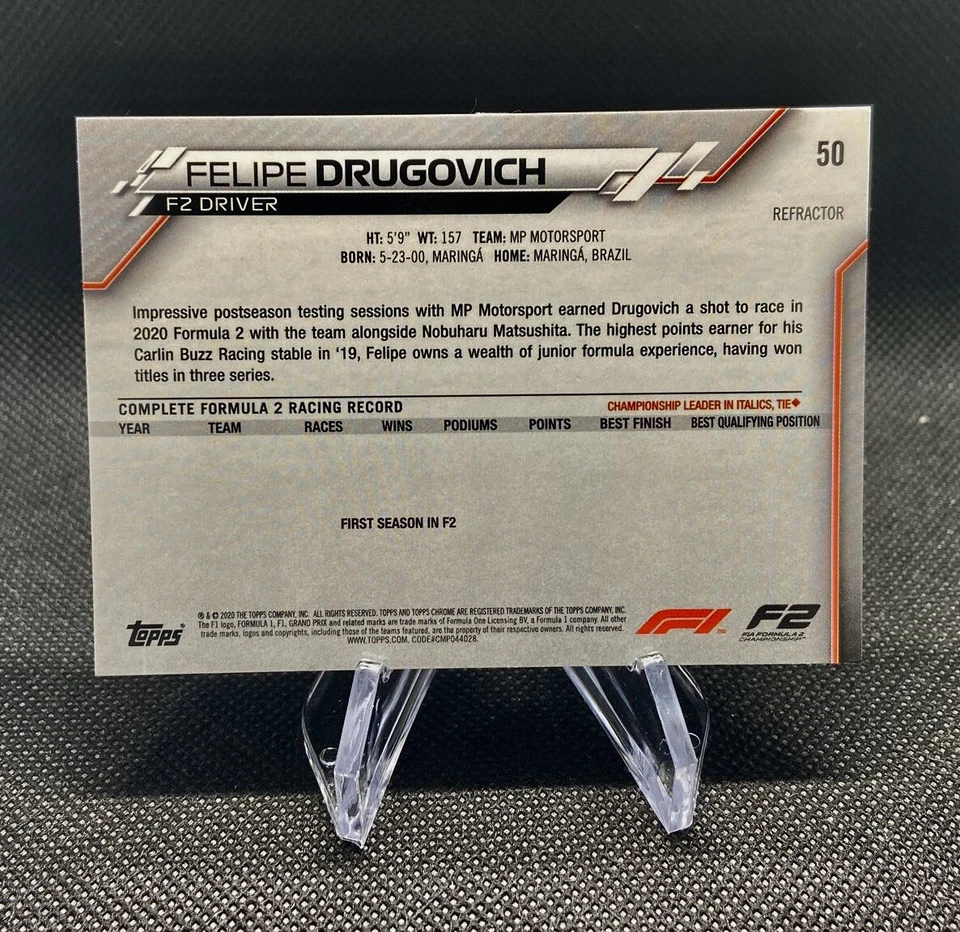 FELIPE DRUGOVICH
50
F2 DRIVER
REFRACTOR
HT: 5'9" WT: 157 TEAM: MP MOTORSPORT
BORN: 5-23-00, MARINGÁ HOME: MARINGÁ, BRAZIL
Impressive postseason testing sessions with MP Motorsport earned Drugovich a shot to race in
2020 Formula 2 with the team alongside Nobuharu Matsushita. The highest points earner for his
Carlin Buzz Racing stable in '19, Felipe owns a wealth of junior formula experience, having won
titles in three series.
COMPLETE FORMULA 2 RACING RECORD CHAMPIONSHIP LEADER IN ITALICS, TIE◆
YEAR TEAM RACES WINS PODIUMS POINTS BEST FINISH BEST QUALIFYING POSITION
FIRST SEASON IN F2
® & © 2020 THE TOPPS COMPANY, INC. ALL RIGHTS RESERVED. TOPPS AND TOPPS CHROME ARE REGISTERED TRADEMARKS OF THE TOPPS COMPANY, INC.
The F1 logo, FORMULA 1, F1, GRAND PRIX and related marks are trade marks of Formula One Licensing BV, a Formula 1 company. All other
trade marks, logos and copyrights, including those of the teams featured, are the property of their respective owners. All rights reserved.
WWW.TOPPS.COM. CODE#CMP044028.
Topps
F1 ™
F2
FIA FORMULA 2
CHAMPIONSHIP™